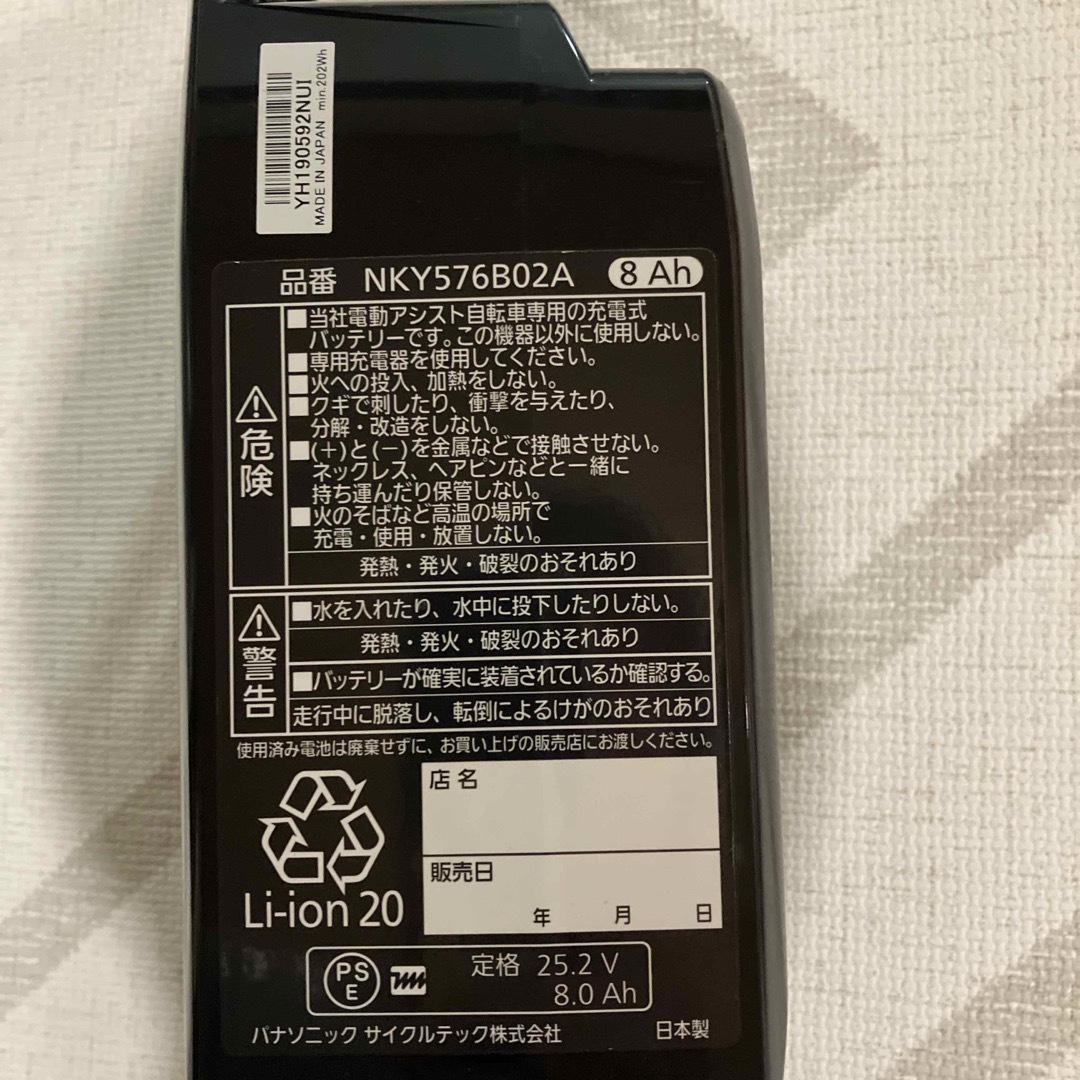 YH190592NUI
MADE IN JAPAN min.202Wh
品番 NKY576B02A 8 Ah
危険
■当社電動アシスト自転車専用の充電式
バッテリーです。この機器以外に使用しない。
■専用充電器を使用してください。
■火への投入、加熱をしない。
■クギで刺したり、衝撃を与えたり、
分解・改造をしない。
■(+)と(−)を金属などで接触させない。
ネックレス、ヘアピンなどと一緒に
持ち運んだり保管しない。
■火のそばなど高温の場所で
充電・使用・放置しない。
発熱・発火・破裂のおそれあり
警告
■水を入れたり、水中に投下したりしない。
発熱・発火・破裂のおそれあり
■バッテリーが確実に装着されているか確認する。
走行中に脱落し、転倒によるけがのおそれあり
使用済み電池は廃棄せずに、お買い上げの販売店にお渡しください。
Li-ion 20
店名
販売日
年 月 日
PS
E
定格 25.2 V
8.0 Ah
パナソニック サイクルテック株式会社 日本製